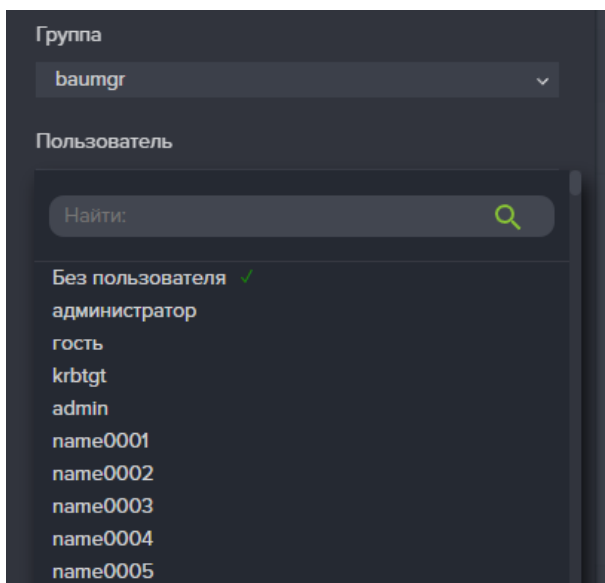 Группа
baumgr
Пользователь
Найти:
Без пользователя ✓
администратор
гость
krbtgt
admin
name0001
name0002
name0003
name0004
name0005